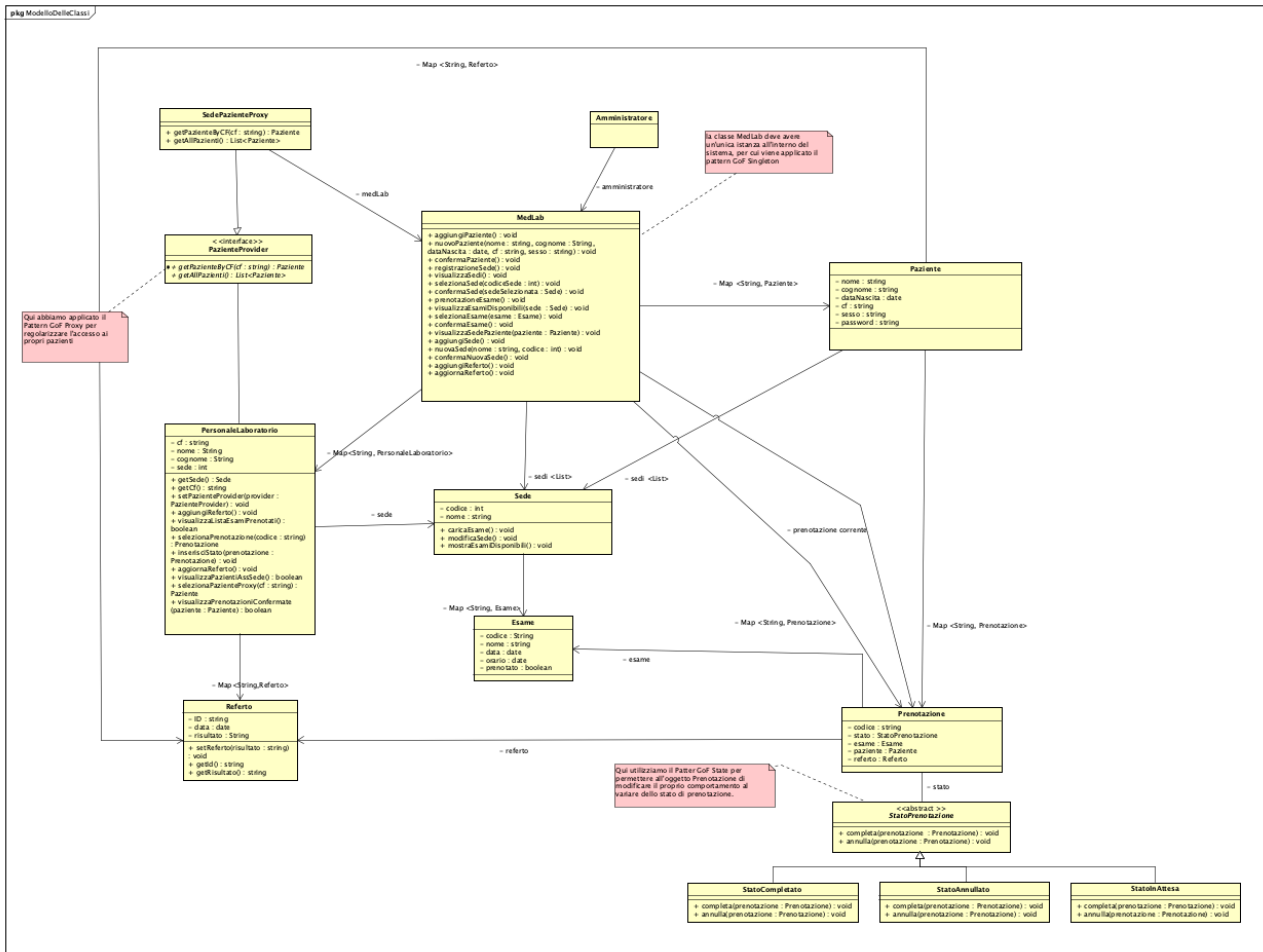 pkg ModelloDelleClassi
– Map <String, Referto>
SedePazienteProxy
+ getPazienteByCF(cf : string) : Paziente
+ getAllPazienti() : List<Paziente>
Amministratore
la classe MedLab deve avere
un'unica istanza all'interno del
sistema, per cui viene applicato il
pattern GoF Singleton
– medLab
– amministratore
MedLab
+ aggiungiPaziente() : void
+ nuovoPaziente(nome : string, cognome : String,
dataNascita : date, cf : string, sesso : string) : void
+ confermaPaziente() : void
+ registrazioneSede() : void
+ visualizzaSedi() : void
+ selezionaSede(codiceSede : int) : void
+ confermaSede(sedeSelezionata : Sede) : void
+ prenotazioneEsame() : void
+ visualizzaEsamiDisponibili(sede : Sede) : void
+ selezionaEsame(esame : Esame) : void
+ confermaEsame() : void
+ visualizzaSedePaziente(paziente : Paziente) : void
+ aggiungiSede() : void
+ nuovaSede(nome : string, codice : int) : void
+ confermaNuovaSede() : void
+ aggiungiReferto() : void
+ aggiornaReferto() : void
< <interface>>
PazienteProvider
+ getPazienteByCF(cf : string) : Paziente
+ getAllPazienti() : List<Paziente>
Paziente
– nome : string
– cognome : string
– dataNascita : date
– cf : string
– sesso : string
– password : string
– Map <String, Paziente>
Qui abbiamo applicato il
Pattern GoF Proxy per
regolarizzare l'accesso ai
propri pazienti
PersonaleLaboratorio
– cf : string
– nome : String
– cognome : String
– sede : int
+ getSede() : Sede
+ getCf() : string
+ setPazienteProvider(provider :
PazienteProvider) : void
+ aggiungiReferto() : void
+ visualizzaListaEsamiPrenotati() :
boolean
+ selezionaPrenotazione(codice : string)
: Prenotazione
+ inserisciStato(prenotazione :
Prenotazione) : void
+ aggiornaReferto() : void
+ visualizzaPazientiAssSede() : boolean
+ selezionaPazienteProxy(cf : string) :
Paziente
+ visualizzaPrenotazioniConfermate
(paziente : Paziente) : boolean
– Map<String, PersonaleLaboratorio>
– sedi <List>
– sedi <List>
Sede
– codice : int
– nome : string
+ caricaEsame() : void
+ modificaSede() : void
+ mostraEsamiDisponibili() : void
– sede
– prenotazione corrente
– Map <String, Esame>
Esame
– codice : String
– nome : string
– data : date
– orario : date
– prenotato : boolean
– Map <String, Prenotazione>
– Map <String, Prenotazione>
– esame
– Map<String,Referto>
Referto
– ID : string
– data : date
– risultato : String
+ setReferto(risultato : string)
: void
+ getId() : string
+ getRisultato() : string
Prenotazione
– codice : string
– stato : StatoPrenotazione
– esame : Esame
– paziente : Paziente
– referto : Referto
– referto
Qui utilizziamo il Patter GoF State per
permettere all'oggetto Prenotazione di
modificare il proprio comportamento al
variare dello stato di prenotazione.
– stato
<<abstract >>
StatoPrenotazione
+ completa(prenotazione : Prenotazione) : void
+ annulla(prenotazione : Prenotazione) : void
StatoCompletato
+ completa(prenotazione : Prenotazione) : void
+ annulla(prenotazione : Prenotazione) : void
StatoAnnullato
+ completa(prenotazione : Prenotazione) : void
+ annulla(prenotazione : Prenotazione) : void
StatoInAttesa
+ completa(prenotazione : Prenotazione) : void
+ annulla(prenotazione : Prenotazione) : void